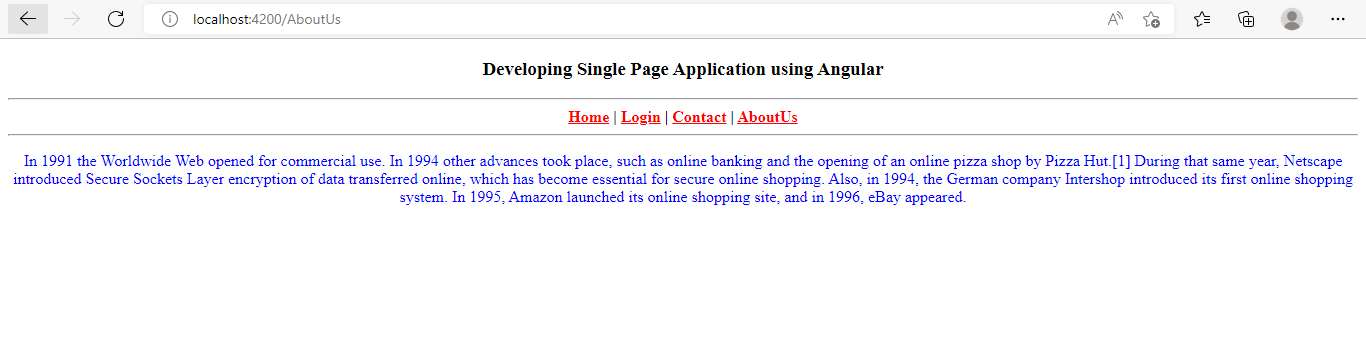 localhost:4200/AboutUs
Developing Single Page Application using Angular
Home | Login | Contact | AboutUs
In 1991 the Worldwide Web opened for commercial use. In 1994 other advances took place, such as online banking and the opening of an online pizza shop by Pizza Hut.[1] During that same year, Netscape
introduced Secure Sockets Layer encryption of data transferred online, which has become essential for secure online shopping. Also, in 1994, the German company Intershop introduced its first online shopping
system. In 1995, Amazon launched its online shopping site, and in 1996, eBay appeared.